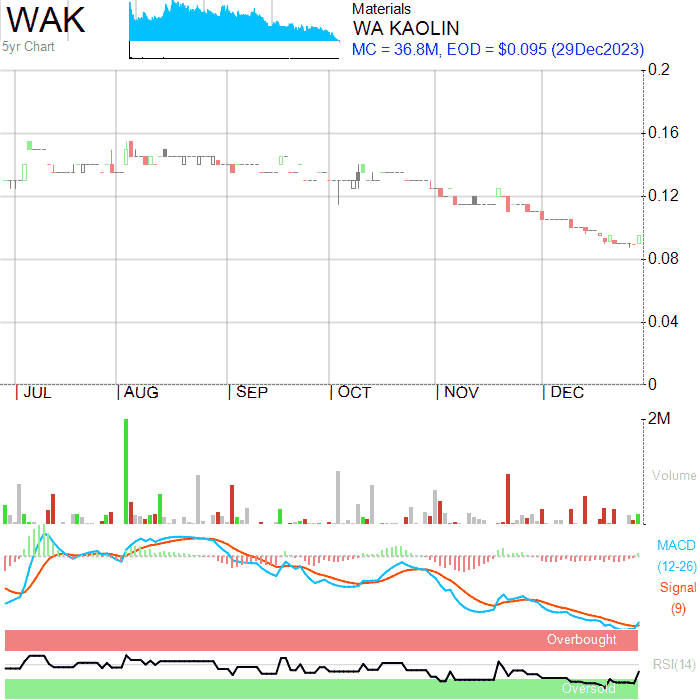 WAK
5yr Chart
Materials
WA KAOLIN
MC = 36.8M, EOD = $0.095 (29Dec2023)
0.2
0.16
0.12
0.08
0.04
0
JUL AUG SEP OCT NOV DEC
2M
Volume
MACD
(12-26)
Signal
(9)
Overbought
RSI(14)
Oversold